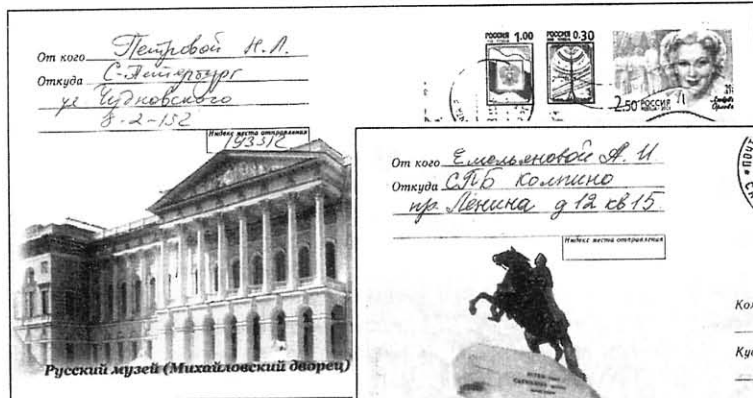 От кого Петровой Н.Л.
Откуда С-Петербург
ул Чудновского
8-2-152
Индекс места отправления
193312
Русский музей (Михайловский дворец)
РОССИЯ 1.00
РОССИЯ 0.30
2.50 РОССИЯ
От кого Емельяновой А. И
Откуда СПБ Колпино
пр. Ленина д 12 кв 15
Индекс места отправления